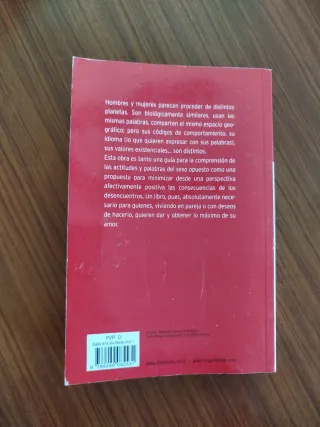 Hombres y mujeres parecen proceder de distintos
planetas. Son biológicamente similares, usan las
mismas palabras, comparten el mismo espacio geo-
gráfico; pero sus códigos de comportamiento, su
idioma (lo que quieren expresar con sus palabras),
sus valores existenciales... son distintos.
Esta obra es tanto una guía para la comprensión de
las actitudes y palabras del sexo opuesto como una
propuesta para minimizar desde una perspectiva
afectivamente positiva las consecuencias de los
desencuentros. Un libro, pues, absolutamente nece-
sario para quienes, viviendo en pareja o con deseos
de hacerlo, quieren dar y obtener lo máximo de su
amor.
PVP